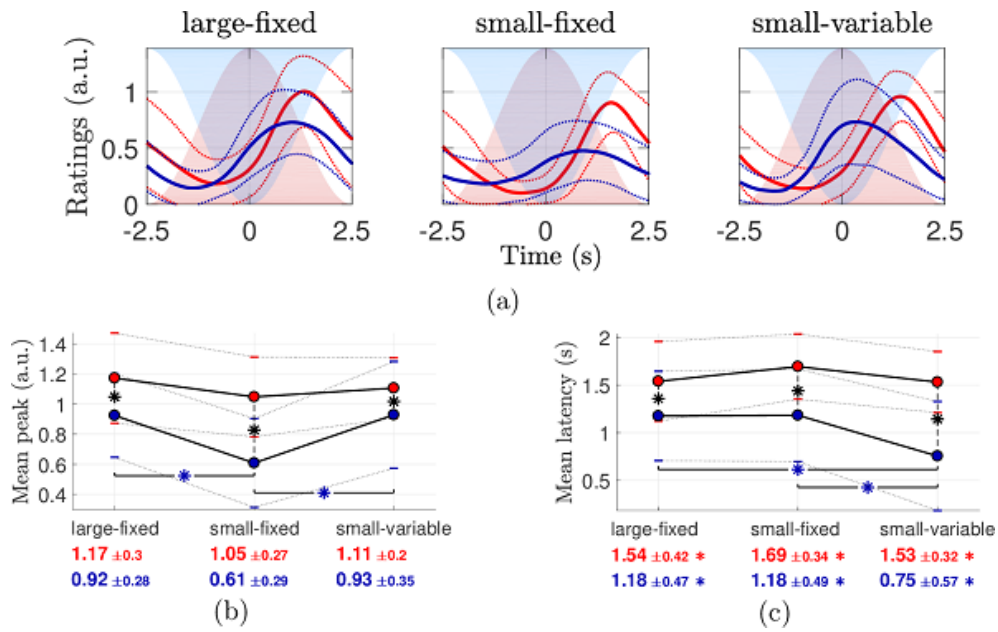 large-fixed small-fixed small-variable
Ratings (a.u.)
1
0.5
0
-2.5 0 2.5 -2.5 0 2.5 -2.5 0 2.5
Time (s)
(a)
Mean peak (a.u.)
1.4
1.2
1
0.8
0.6
0.4
large-fixed small-fixed small-variable
1.17 ±0.3 1.05 ±0.27 1.11 ±0.2
0.92 ±0.28 0.61 ±0.29 0.93 ±0.35
(b)
Mean latency (s)
2
1.5
1
0.5
large-fixed small-fixed small-variable
1.54 ±0.42 * 1.69 ±0.34 * 1.53 ±0.32 *
1.18 ±0.47 * 1.18 ±0.49 * 0.75 ±0.57 *
(c)